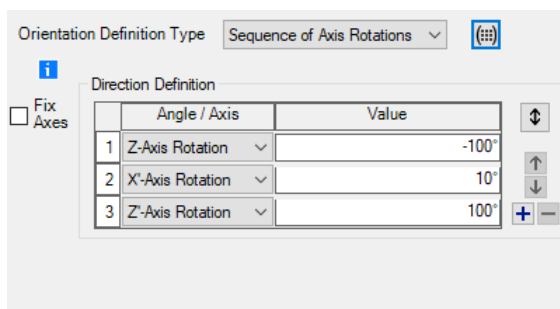 Orientation Definition Type Sequence of Axis Rotations
i
Direction Definition
Fix
Axes
Angle / Axis Value
1 Z-Axis Rotation -100°
2 X'-Axis Rotation 10°
3 Z'-Axis Rotation 100°